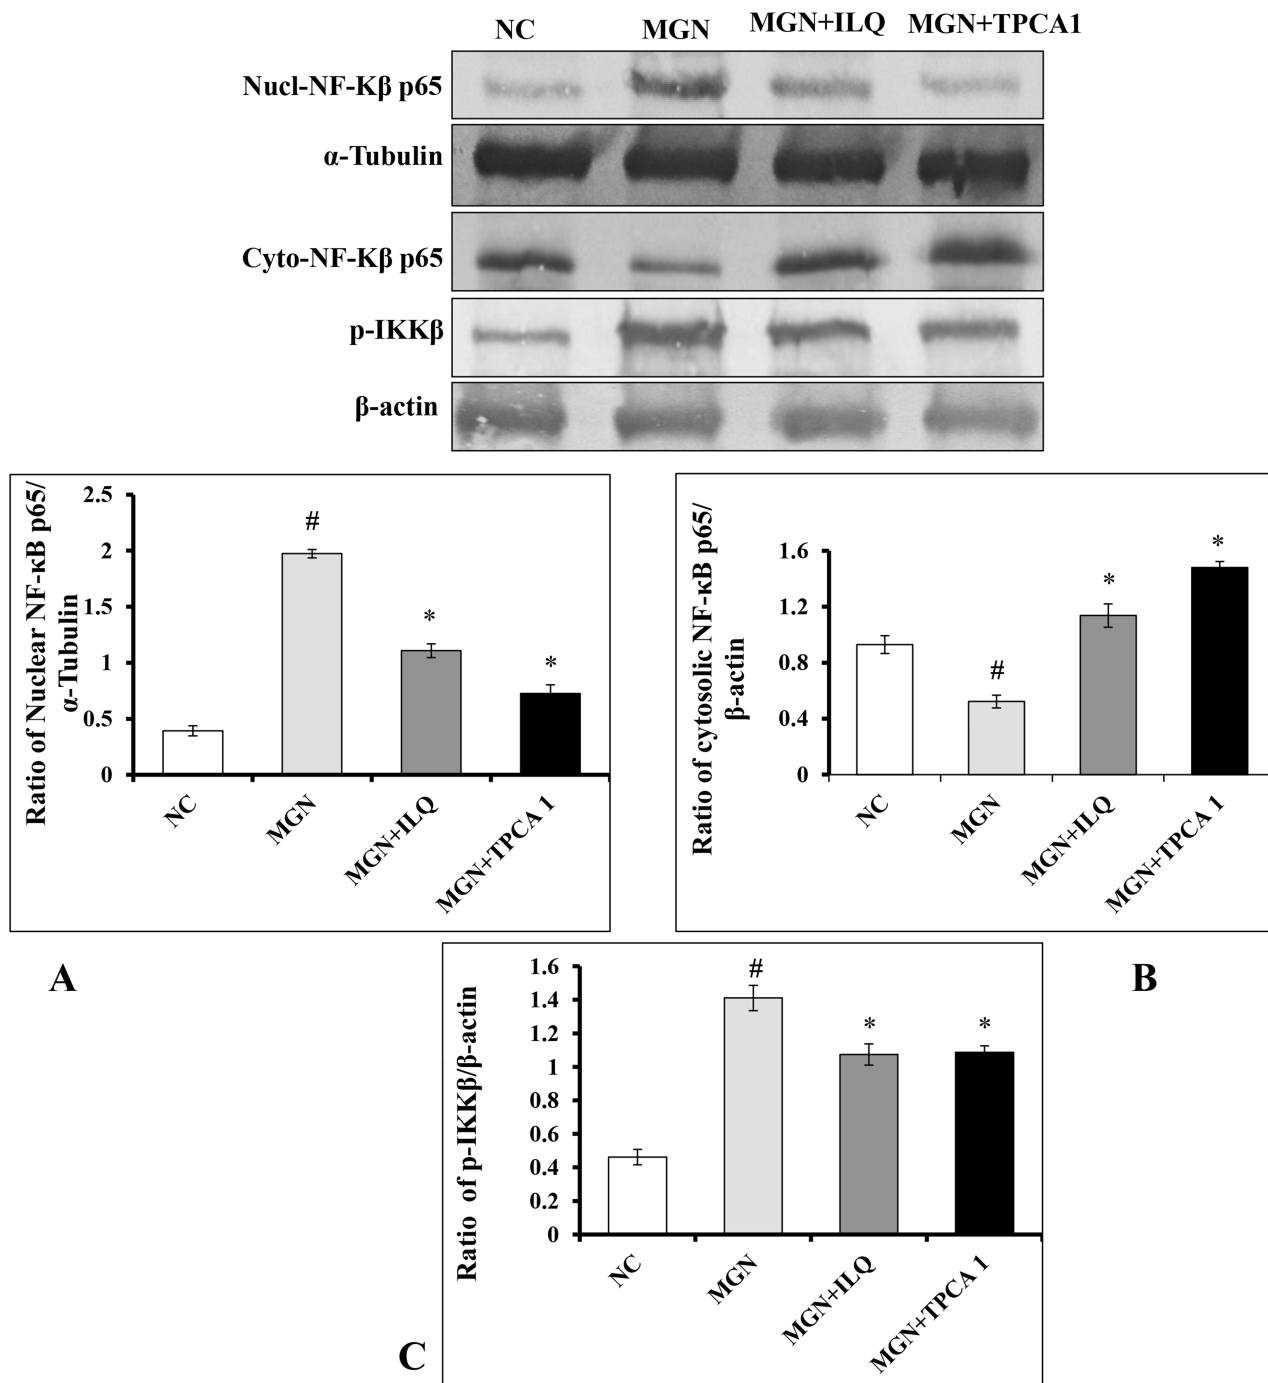 NC MGN MGN+ILQ MGN+TPCA1
Nucl-NF-Kβ p65
α-Tubulin
Cyto-NF-Kβ p65
p-IKKβ
β-actin
Ratio of Nuclear NF-κB p65/
α-Tubulin
2.5
2
1.5
1
0.5
0
#
*
*
NC
MGN
MGN+ILQ
MGN+TPCA 1
A
Ratio of cytosolic NF-κB p65/
β-actin
1.6
1.2
0.8
0.4
0
#
*
*
NC
MGN
MGN+ILQ
MGN+TPCA 1
B
Ratio of p-IKKβ/β-actin
1.6
1.4
1.2
1
0.8
0.6
0.4
0.2
0
#
*
*
NC
MGN
MGN+ILQ
MGN+TPCA 1
C